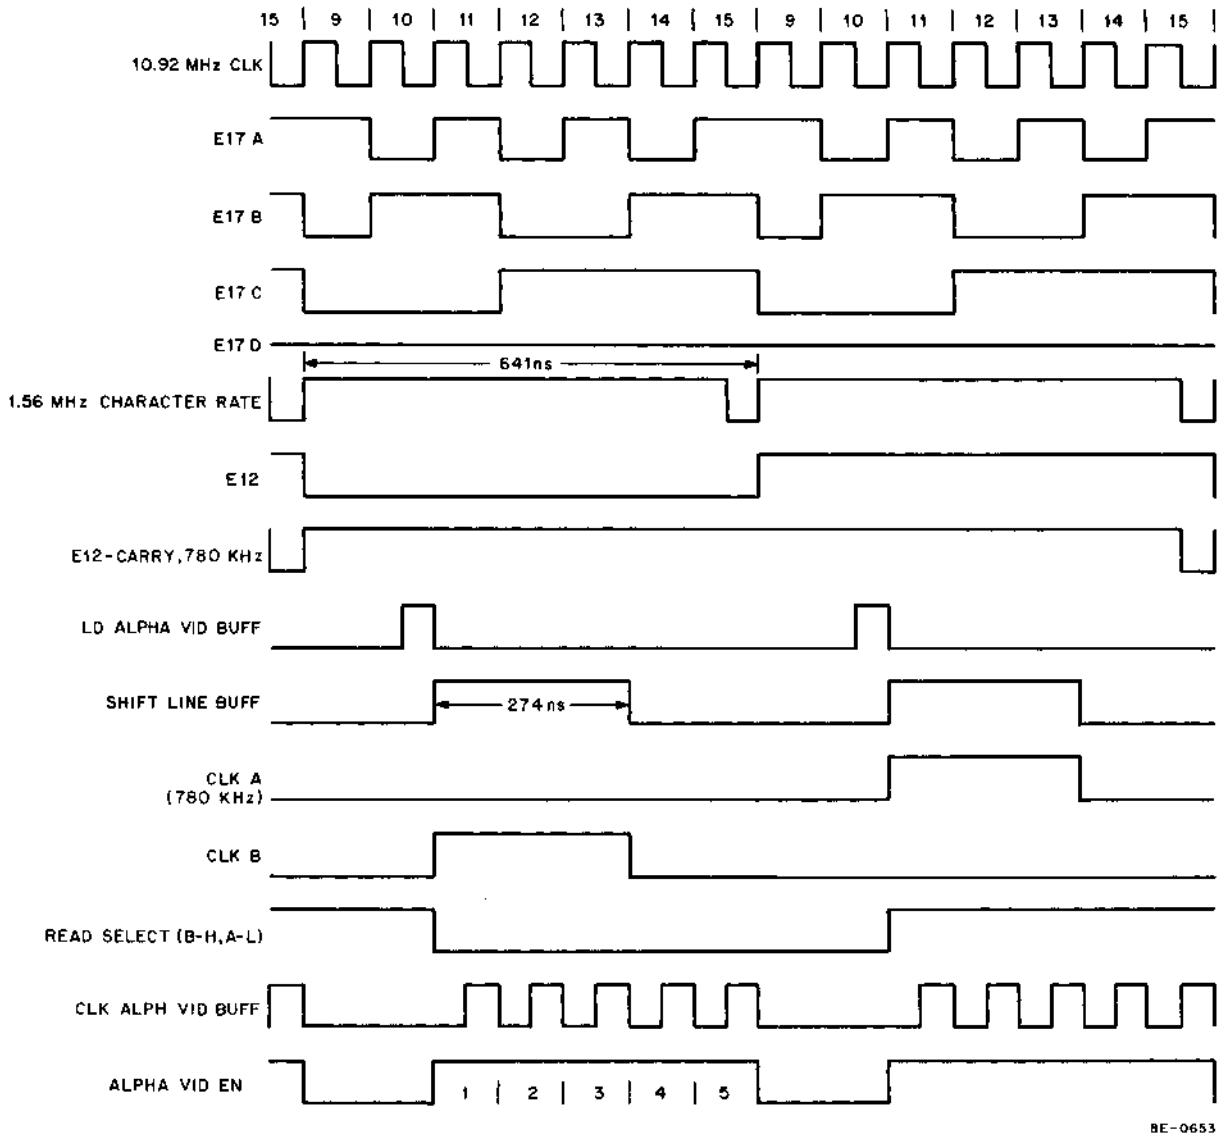 15 | 9 | 10 | 11 | 12 | 13 | 14 | 15 | 9 | 10 | 11 | 12 | 13 | 14 | 15 |
10.92 MHz CLK
E17 A
E17 B
E17 C
E17 D
641ns
1.56 MHz CHARACTER RATE
E12
E12-CARRY,780 KHz
LD ALPHA VID BUFF
SHIFT LINE BUFF
274ns
CLK A
(780 KHz)
CLK B
READ SELECT (B-H,A-L)
CLK ALPH VID BUFF
ALPHA VID EN
1 | 2 | 3 | 4 | 5
BE-0653